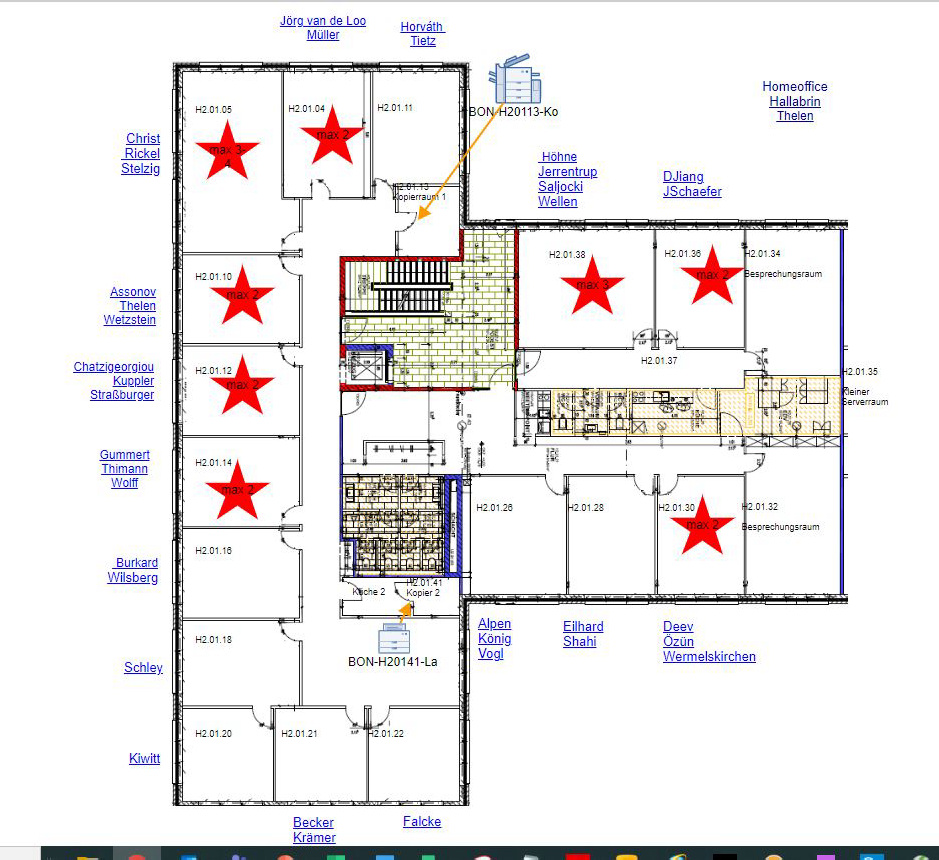 Jörg van de Loo
Müller
Horváth
Tietz
BON-H20113-Ko
Homeoffice
Hallabrin
Thelen
H2.01.05
max 3-
4
H2.01.04
max 2
H2.01.11
Christ
Rickel
Stelzig
H2.01.13
Kopierraum 1
Höhne
Jerrentrup
Saljocki
Wellen
DJiang
JSchaefer
H2.01.38
max 3
H2.01.36
max 2
H2.01.34
Besprechungsraum
H2.01.10
max 2
Assonov
Thelen
Wetzstein
H2.01.37
H2.01.35
Kleiner
Serverraum
H2.01.12
max 2
Chatzigeorgiou
Kuppler
Straßburger
H2.01.14
max 2
Gummert
Thimann
Wolff
H2.01.26
H2.01.28
H2.01.30
max 2
H2.01.32
Besprechungsraum
H2.01.16
Burkard
Wilsberg
Küche 2
H2.01.41
Kopier 2
BON-H20141-La
Alpen
König
Vogl
Eilhard
Shahi
Deev
Özün
Wermelskirchen
H2.01.18
Schley
H2.01.20
H2.01.21
H2.01.22
Kiwitt
Becker
Krämer
Falcke